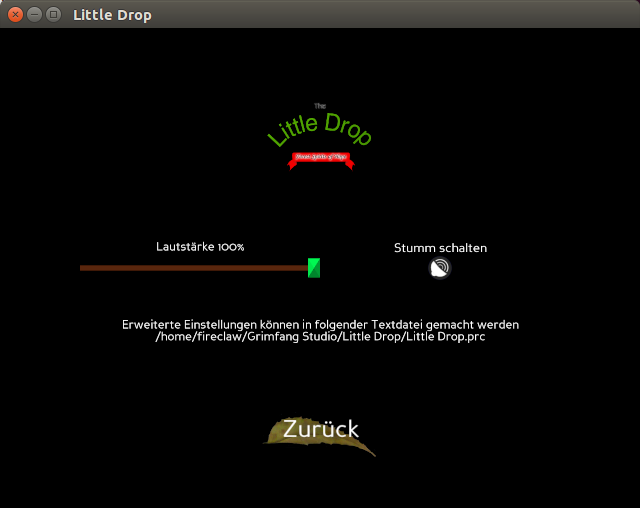 Little Drop
The
Little Drop
Lautstärke 100%
Stumm schalten
Erweiterte Einstellungen können in folgender Textdatei gemacht werden
/home/fireclaw/Grimfang Studio/Little Drop/Little Drop.prc
Zurück